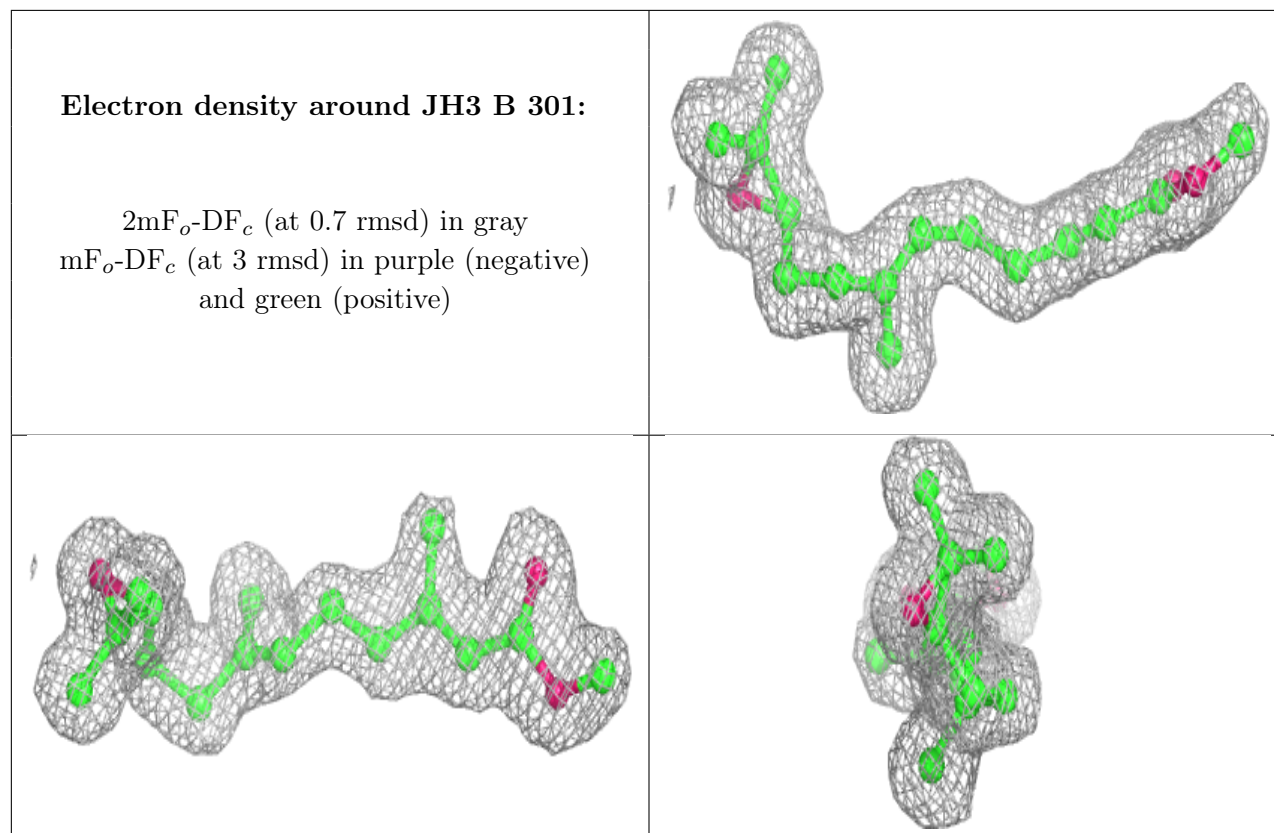 Electron density around JH3 B 301:
2mFo-DFc (at 0.7 rmsd) in gray
mFo-DFc (at 3 rmsd) in purple (negative)
and green (positive)